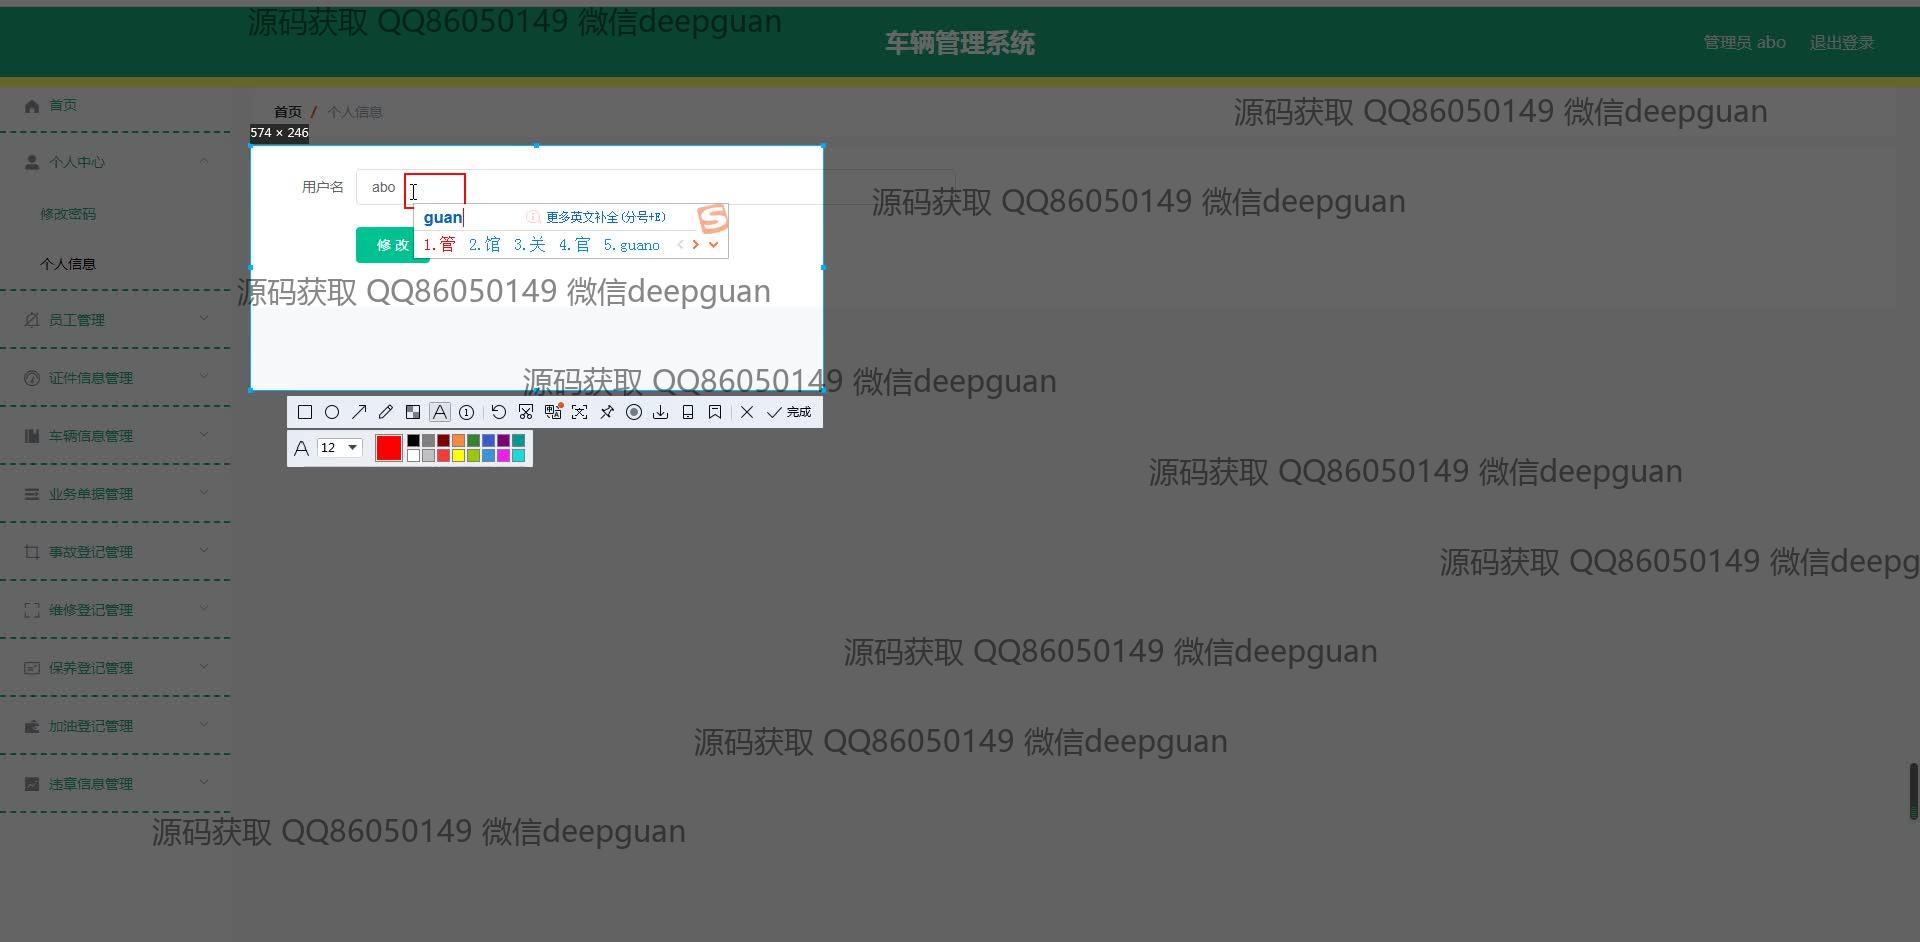 源码获取 QQ86050149 微信deepguan
车辆管理系统
管理员 abo
退出登录
首页
首页 / 个人信息
源码获取 QQ86050149 微信deepguan
574 × 246
个人中心
用户名
abo
源码获取 QQ86050149 微信deepguan
修改密码
guan
更多英文补全(分号+E)
修 改
1.管 2.馆 3.关 4.官 5.guano
个人信息
源码获取 QQ86050149 微信deepguan
员工管理
证件信息管理
源码获取 QQ86050149 微信deepguan
完成
车辆信息管理
A 12
源码获取 QQ86050149 微信deepguan
业务单据管理
事故登记管理
源码获取 QQ86050149 微信deepg
维修登记管理
源码获取 QQ86050149 微信deepguan
保养登记管理
加油登记管理
源码获取 QQ86050149 微信deepguan
违章信息管理
源码获取 QQ86050149 微信deepguan